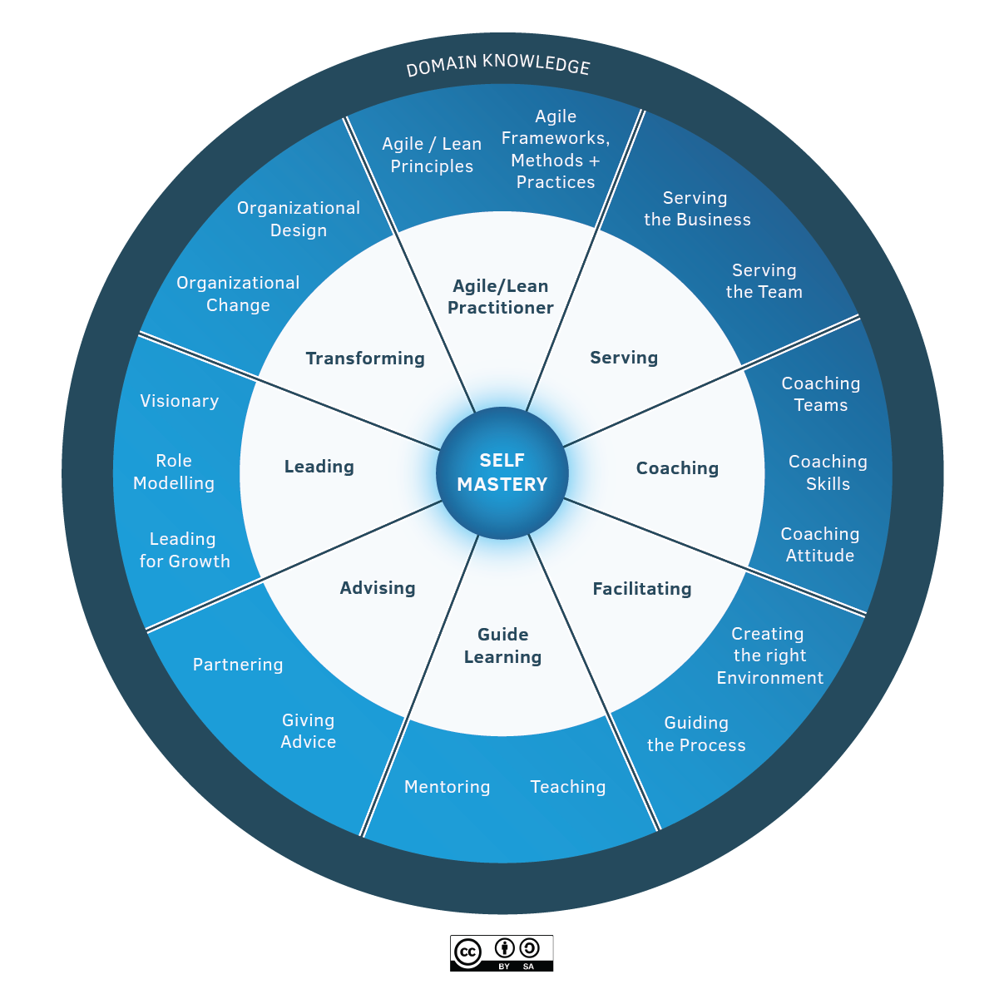 DOMAIN KNOWLEDGE
Agile / Lean
Principles
Agile
Frameworks,
Methods +
Practices
Serving
the Business
Serving
the Team
Coaching
Teams
Coaching
Skills
Coaching
Attitude
Creating
the right
Environment
Guiding
the Process
Teaching
Mentoring
Giving
Advice
Partnering
Leading
for Growth
Role
Modelling
Visionary
Organizational
Change
Organizational
Design
Agile/Lean
Practitioner
Serving
Coaching
Facilitating
Guide
Learning
Advising
Leading
Transforming
SELF
MASTERY
CC
BY SA